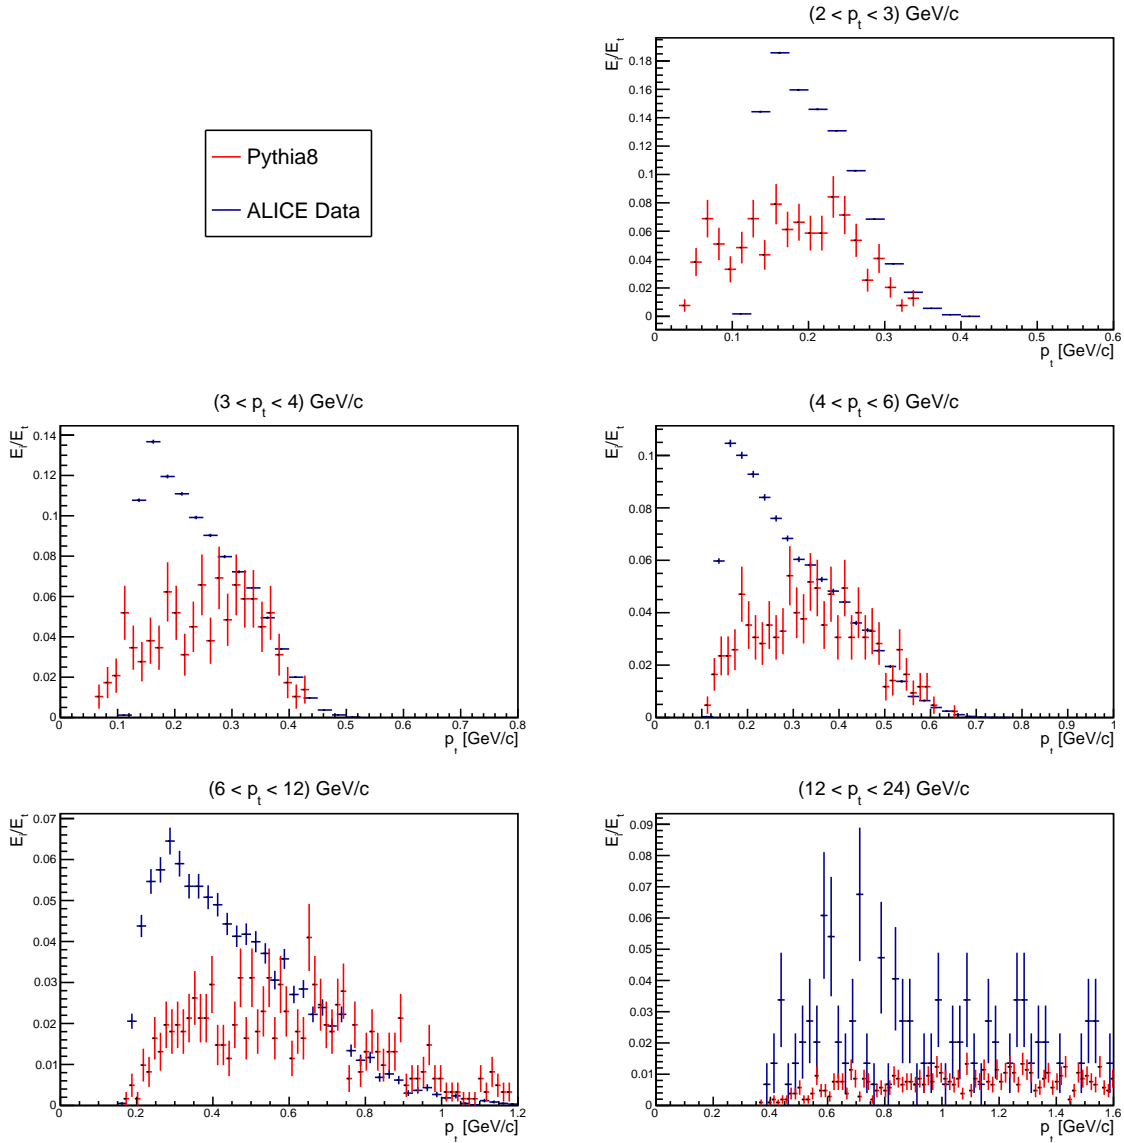 (2 < p_t < 3) GeV/c
E_i/E_t
0.18
0.16
0.14
0.12
0.1
0.08
0.06
0.04
0.02
0
0 0.1 0.2 0.3 0.4 0.5 0.6
p_t [GeV/c]
Pythia8
ALICE Data
(3 < p_t < 4) GeV/c
E_i/E_t
0.14
0.12
0.1
0.08
0.06
0.04
0.02
0
0 0.1 0.2 0.3 0.4 0.5 0.6 0.7 0.8
p_t [GeV/c]
(4 < p_t < 6) GeV/c
E_i/E_t
0.1
0.08
0.06
0.04
0.02
0
0 0.1 0.2 0.3 0.4 0.5 0.6 0.7 0.8 0.9 1
p_t [GeV/c]
(6 < p_t < 12) GeV/c
E_i/E_t
0.07
0.06
0.05
0.04
0.03
0.02
0.01
0
0 0.2 0.4 0.6 0.8 1 1.2
p_t [GeV/c]
(12 < p_t < 24) GeV/c
E_i/E_t
0.09
0.08
0.07
0.06
0.05
0.04
0.03
0.02
0.01
0
0 0.2 0.4 0.6 0.8 1 1.2 1.4 1.6
p_t [GeV/c]